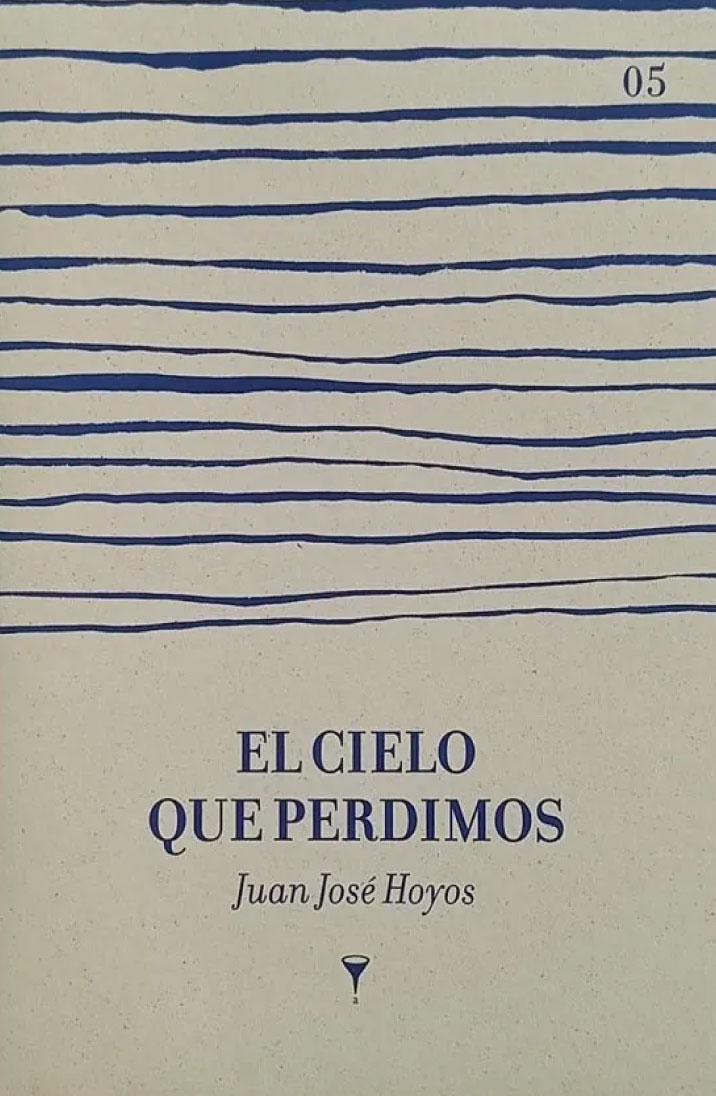 05
EL CIELO
QUE PERDIMOS
Juan José Hoyos
a